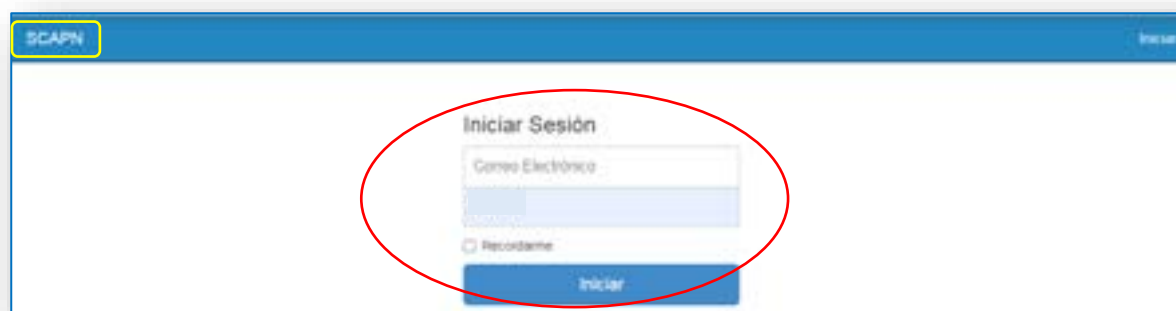 SCAPN
Iniciar Sesión
Correo Electrónico
Recordarme
Iniciar